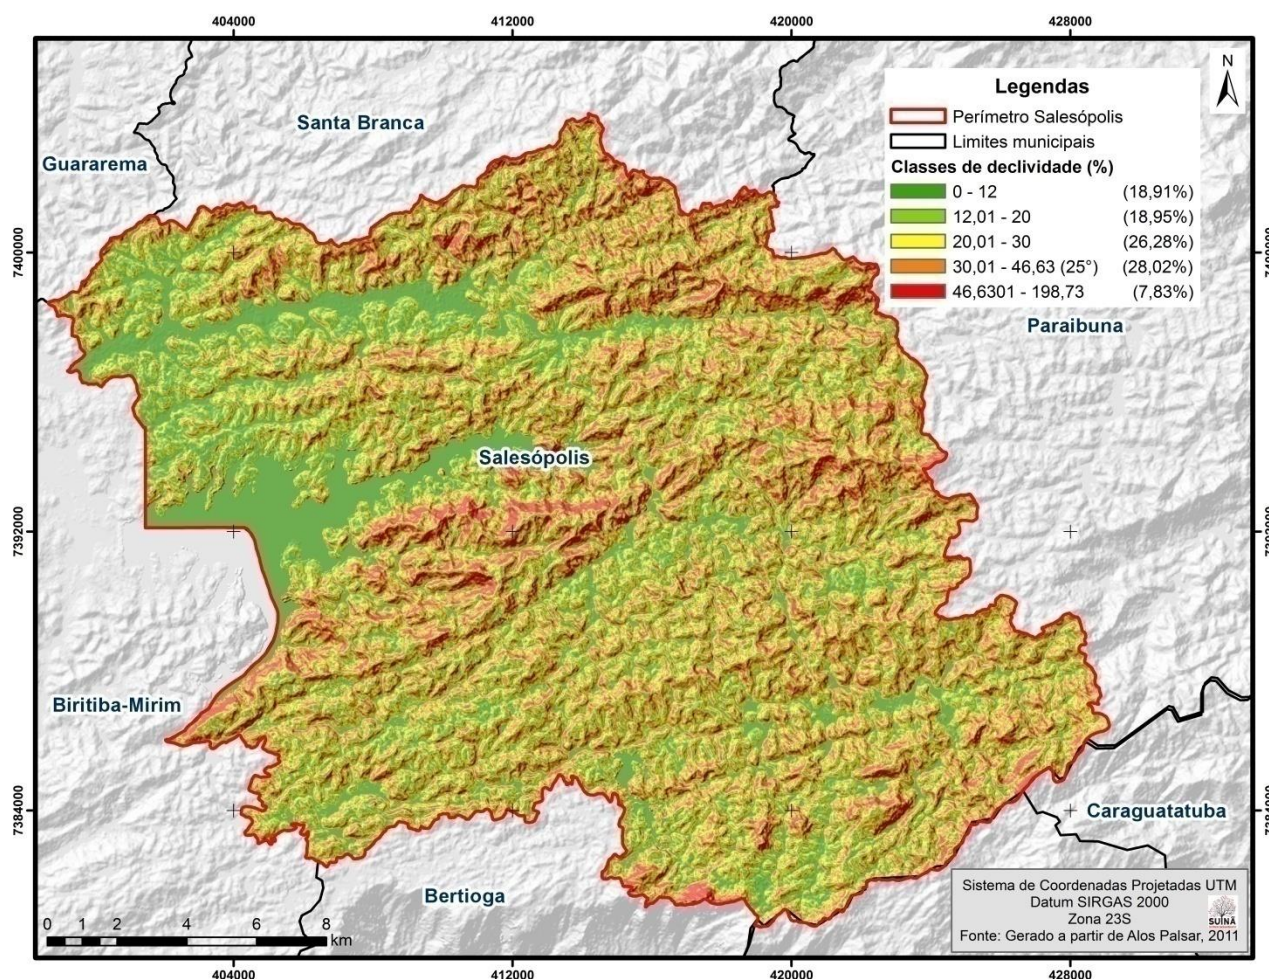 404000
412000
420000
428000
N
Legendas
Perímetro Salesópolis
Limites municipais
Classes de declividade (%)
0 - 12 (18,91%)
12,01 - 20 (18,95%)
20,01 - 30 (26,28%)
30,01 - 46,63 (25°) (28,02%)
46,6301 - 198,73 (7,83%)
Santa Branca
Guararema
7400000
7400000
Paraibuna
Salesópolis
7392000
7392000
Biritiba-Mirim
7384000
7384000
Caraguatatuba
Bertioga
Sistema de Coordenadas Projetadas UTM
Datum SIRGAS 2000
Zona 23S
Fonte: Gerado a partir de Alos Palsar, 2011
SUINÃ
0 1 2 4 6 8
km
404000
412000
420000
428000